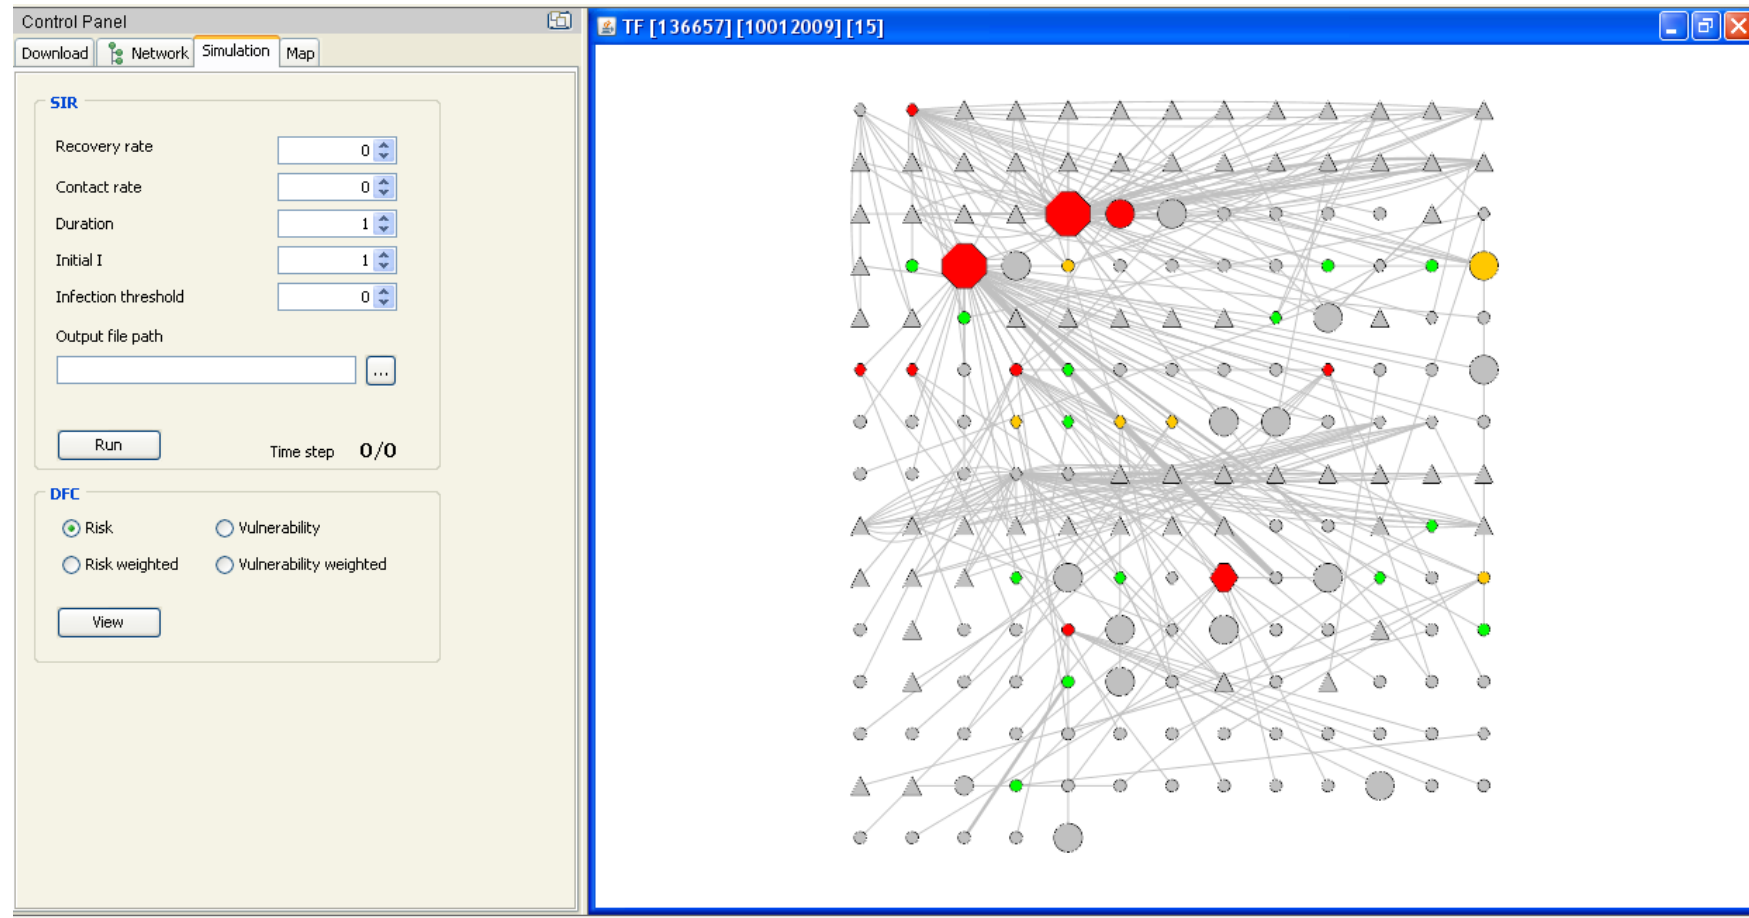 Control Panel
TF [136657] [10012009] [15]
Download Network Simulation Map
SIR
Recovery rate 0
Contact rate 0
Duration 1
Initial I 1
Infection threshold 0
Output file path
...
Run Time step 0/0
DFC
Risk Vulnerability
Risk weighted Vulnerability weighted
View